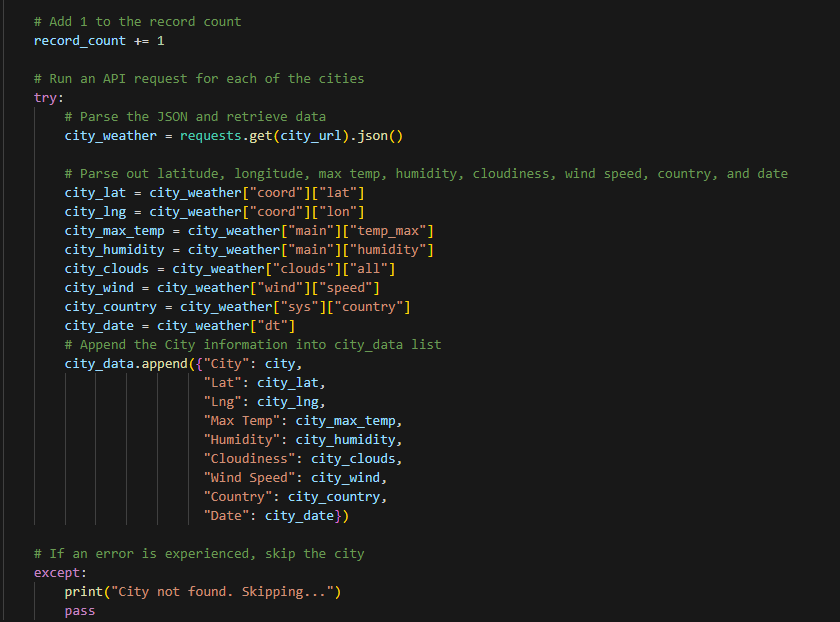 # Add 1 to the record count
record_count += 1
# Run an API request for each of the cities
try:
# Parse the JSON and retrieve data
city_weather = requests.get(city_url).json()
# Parse out latitude, longitude, max temp, humidity, cloudiness, wind speed, country, and date
city_lat = city_weather["coord"]["lat"]
city_lng = city_weather["coord"]["lon"]
city_max_temp = city_weather["main"]["temp_max"]
city_humidity = city_weather["main"]["humidity"]
city_clouds = city_weather["clouds"]["all"]
city_wind = city_weather["wind"]["speed"]
city_country = city_weather["sys"]["country"]
city_date = city_weather["dt"]
# Append the City information into city_data list
city_data.append({"City": city,
"Lat": city_lat,
"Lng": city_lng,
"Max Temp": city_max_temp,
"Humidity": city_humidity,
"Cloudiness": city_clouds,
"Wind Speed": city_wind,
"Country": city_country,
"Date": city_date})
# If an error is experienced, skip the city
except:
print("City not found. Skipping...")
pass